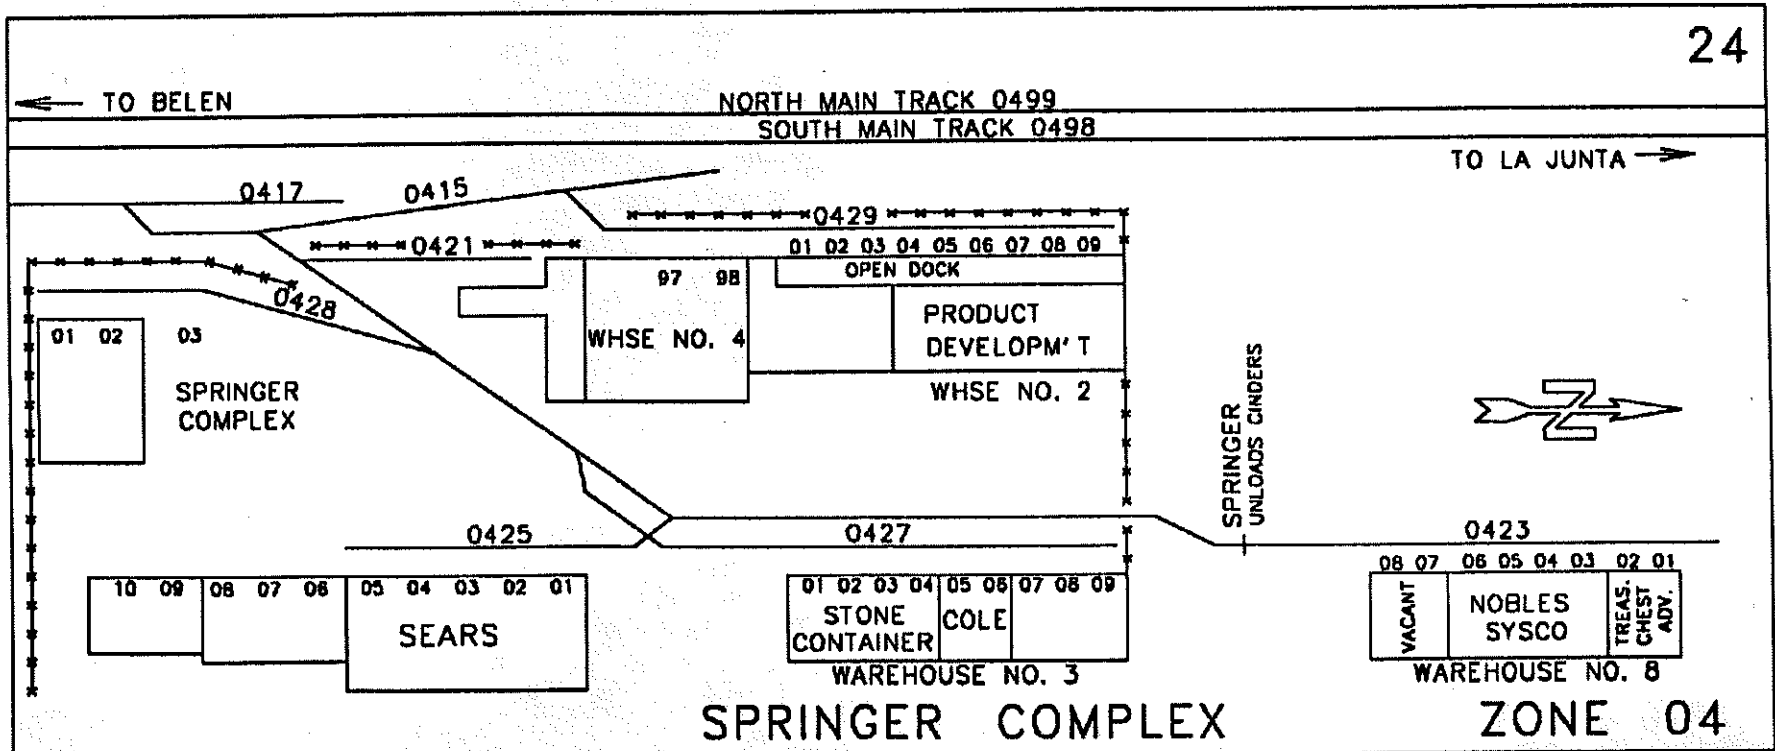 24
TO BELEN
NORTH MAIN TRACK 0499
SOUTH MAIN TRACK 0498
TO LA JUNTA
0417
0415
0429
0421
01 02 03 04 05 06 07 08 09
OPEN DOCK
97 98
0428
WHSE NO. 4
PRODUCT
DEVELOPM'T
WHSE NO. 2
01 02 03
SPRINGER
COMPLEX
SPRINGER
UNLOADS CINDERS
N
0425
0427
0423
10 09 08 07 06 05 04 03 02 01
SEARS
01 02 03 04 05 06 07 08 09
STONE
CONTAINER
COLE
WAREHOUSE NO. 3
08 07 06 05 04 03 02 01
VACANT
NOBLES
SYSCO
TREAS.
CHEST
ADV.
WAREHOUSE NO. 8
SPRINGER COMPLEX
ZONE 04